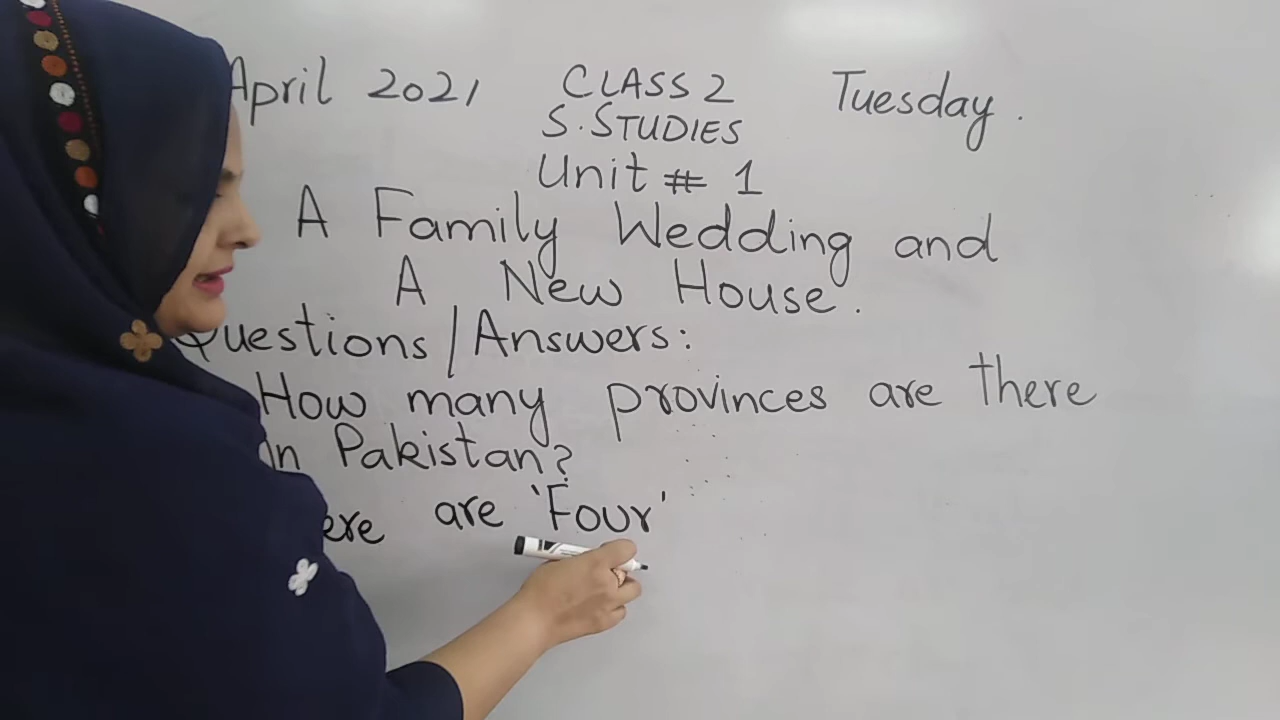 April 2021 CLASS 2 Tuesday.
S.STUDIES
Unit # 1
A Family Wedding and
A New House.
Questions/Answers:
How many provinces are there
In Pakistan?
ere are 'Four'